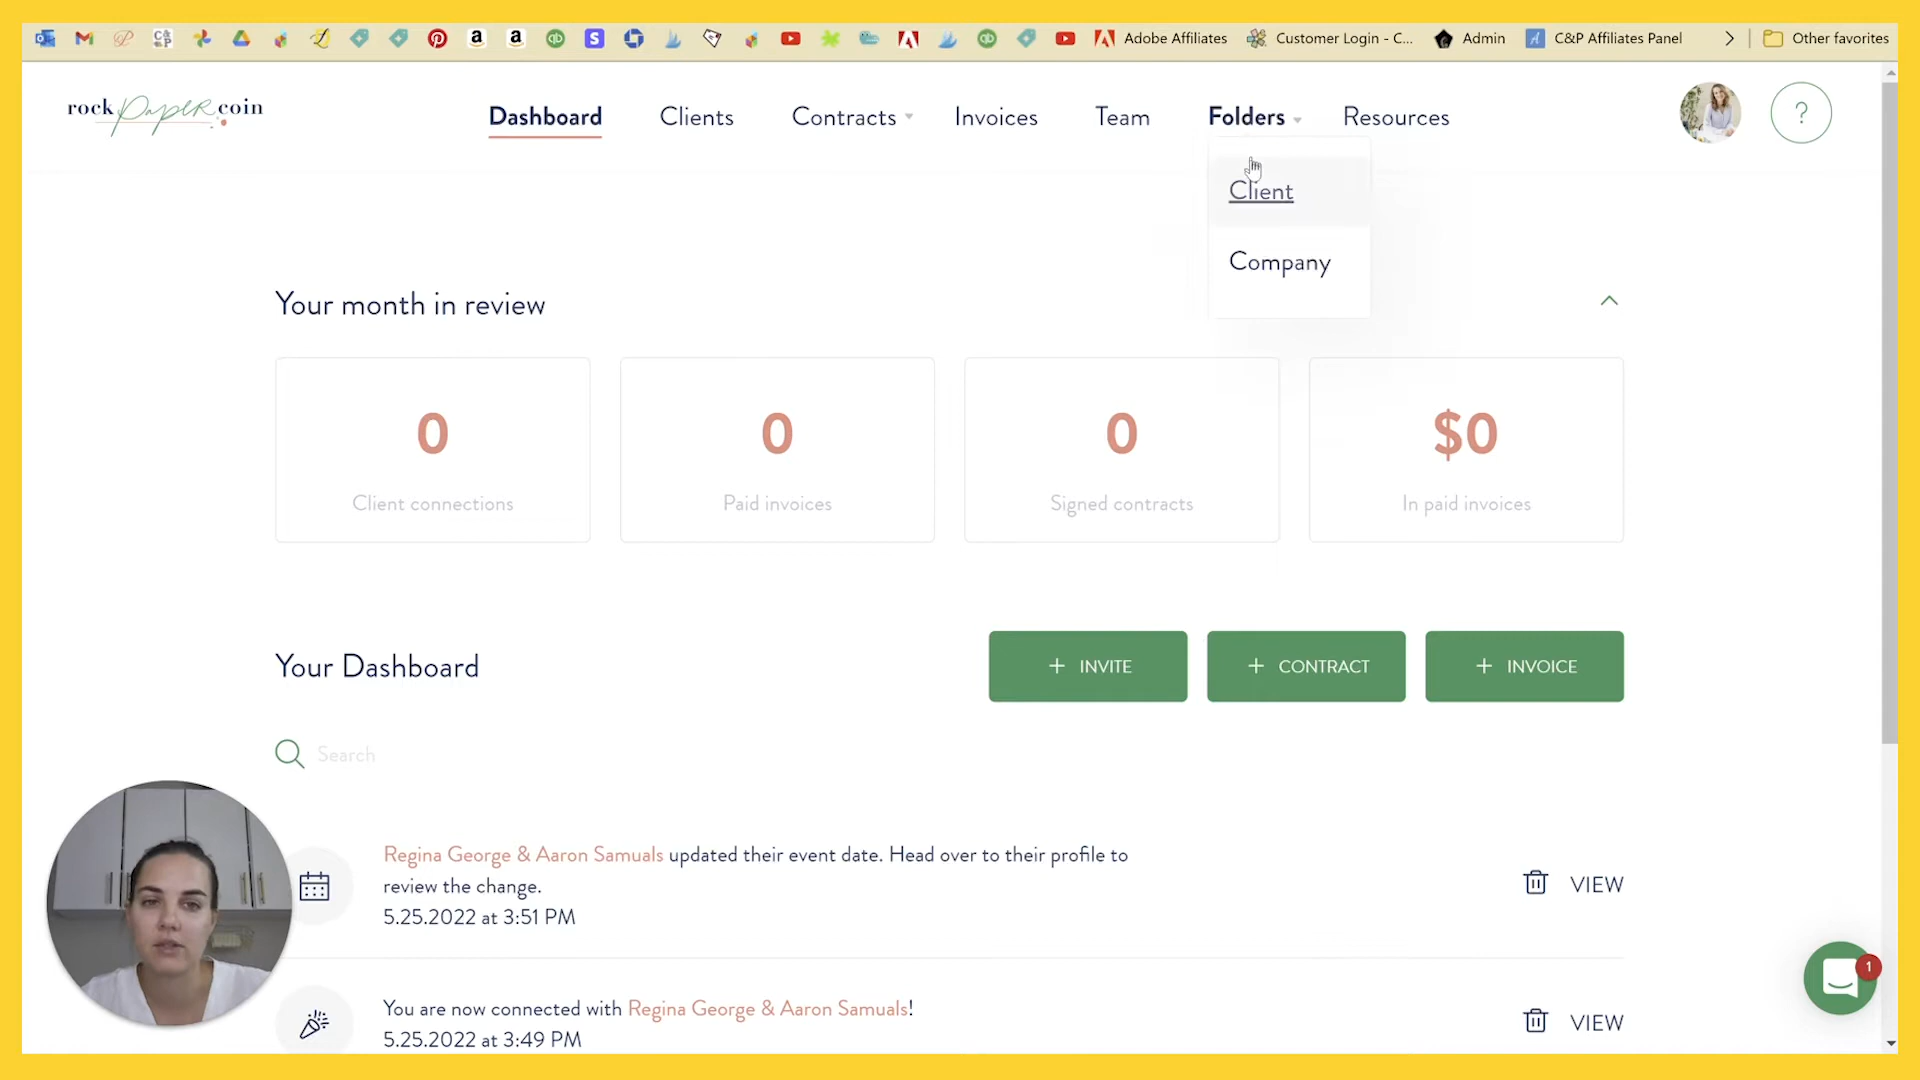 Adobe Affiliates
Customer Login - C...
Admin
C&P Affiliates Panel
Other favorites
rock paper coin
Dashboard
Clients
Contracts
Invoices
Team
Folders
Resources
?
Client
Company
Your month in review
0
0
0
$0
Client connections
Paid invoices
Signed contracts
In paid invoices
Your Dashboard
+ INVITE
+ CONTRACT
+ INVOICE
Search
Regina George & Aaron Samuals updated their event date. Head over to their profile to
review the change.
5.25.2022 at 3:51 PM
VIEW
You are now connected with Regina George & Aaron Samuals!
5.25.2022 at 3:49 PM
VIEW
1